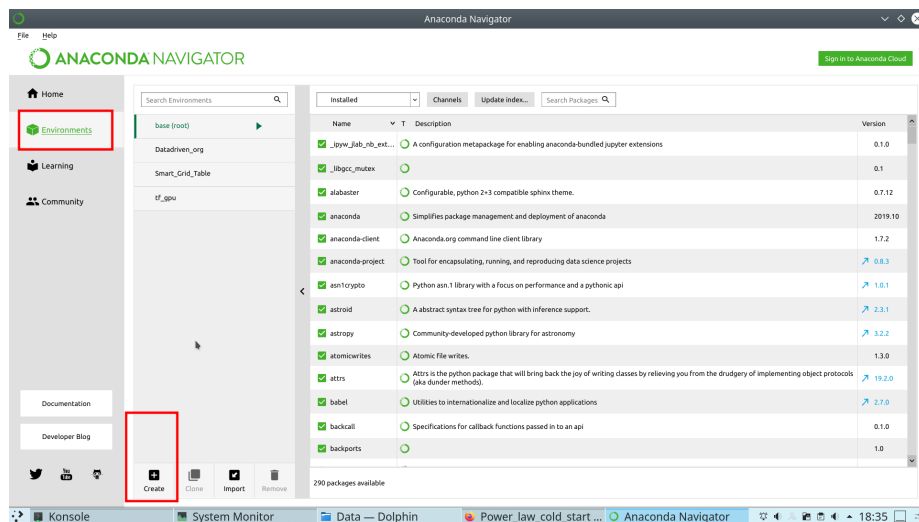 Anaconda Navigator
File Help
ANACONDA NAVIGATOR
Sign in to Anaconda Cloud
Home
Environments
Learning
Community
Documentation
Developer Blog
You Tube
Search Environments
base (root)
Datadriven_org
Smart_Grid_Table
tf_gpu
Create Clone Import Remove
Installed Channels Update index... Search Packages
Name T Description Version
_ipyw_jlab_nb_ext... A configuration metapackage for enabling anaconda-bundled jupyter extensions 0.1.0
_libgcc_mutex 0.1
alabaster Configurable, python 2+3 compatible sphinx theme. 0.7.12
anaconda Simplifies package management and deployment of anaconda 2019.10
anaconda-client Anaconda.org command line client library 1.7.2
anaconda-project Tool for encapsulating, running, and reproducing data science projects 0.8.3
asn1crypto Python asn.1 library with a focus on performance and a pythonic api 1.0.1
astroid A abstract syntax tree for python with inference support. 2.3.1
astropy Community-developed python library for astronomy 3.2.2
atomicwrites Atomic file writes. 1.3.0
attrs Attrs is the python package that will bring back the joy of writing classes by relieving you from the drudgery of implementing object protocols 19.2.0
(aka dunder methods).
babel Utilities to internationalize and localize python applications 2.7.0
backcall Specifications for callback functions passed in to an api 0.1.0
backports 1.0
290 packages available
Konsole System Monitor Data — Dolphin Power_law_cold_start ... Anaconda Navigator 18:35